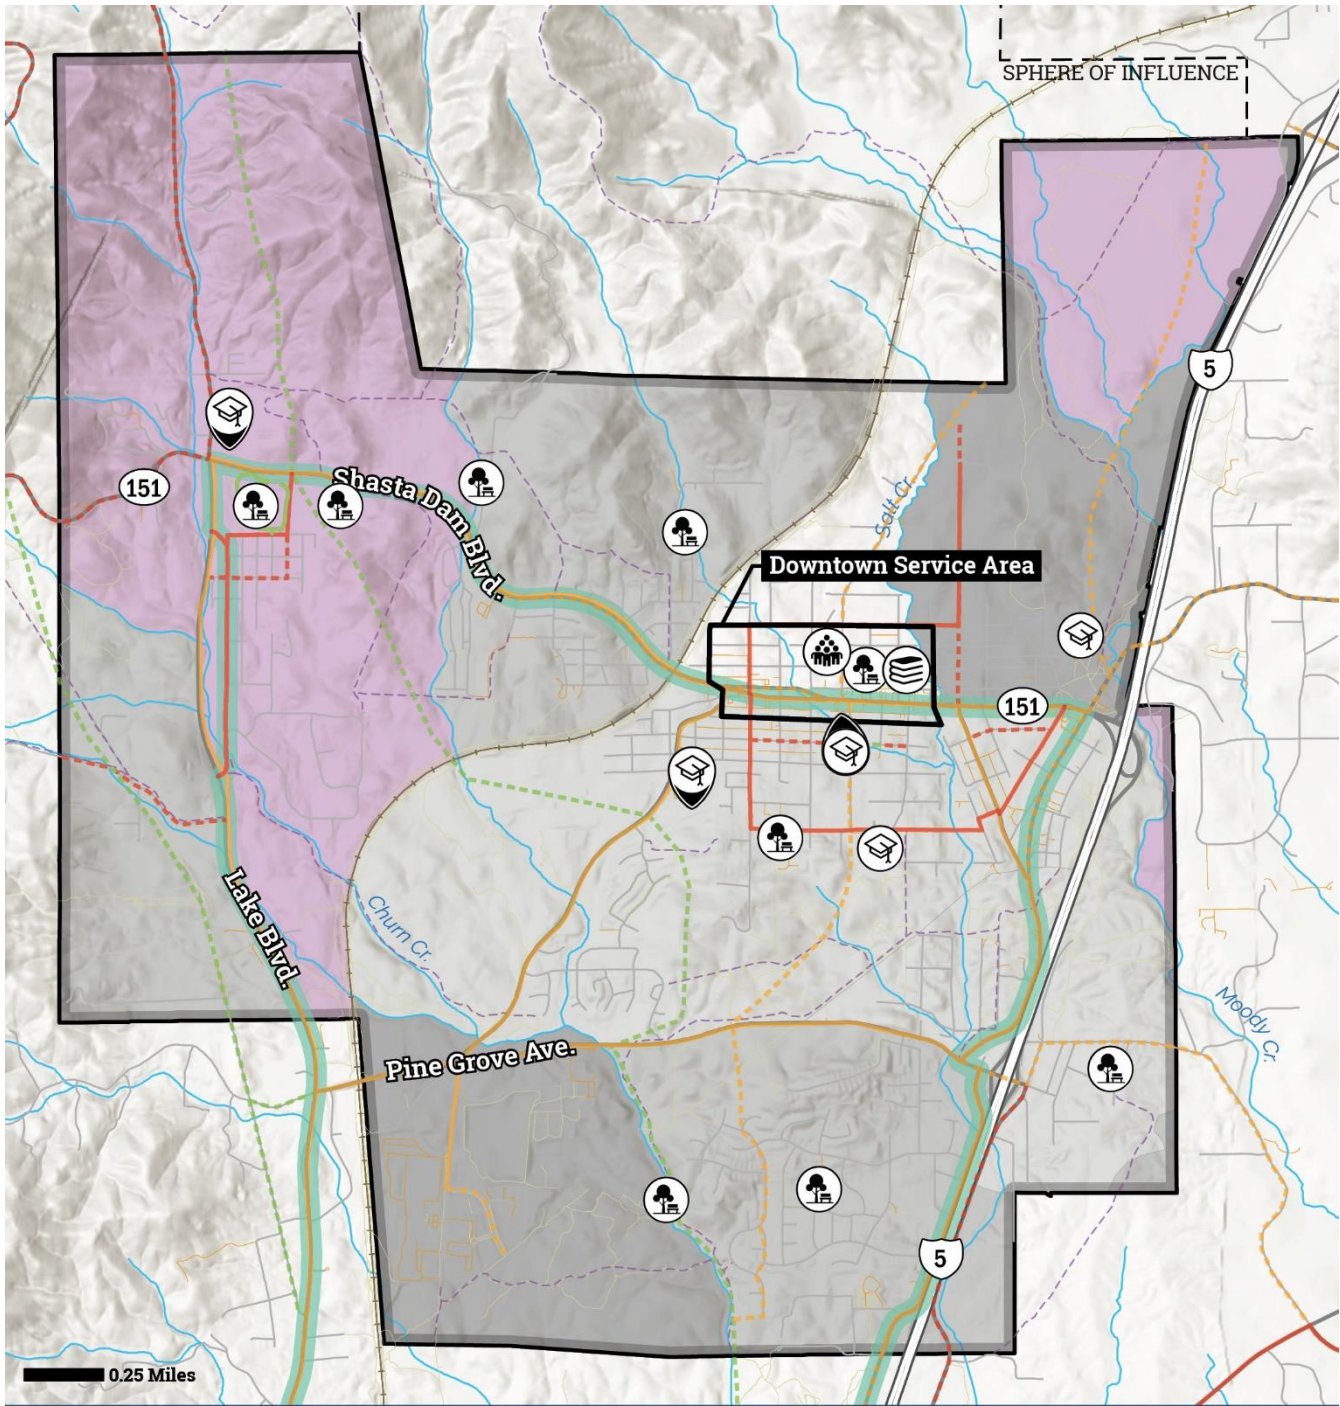 SPHERE OF INFLUENCE
5
151
Shasta Dam Blvd.
Salt Cr.
Downtown Service Area
151
Lake Blvd.
Churn Cr.
Moody Cr.
Pine Grove Ave.
5
0.25 Miles